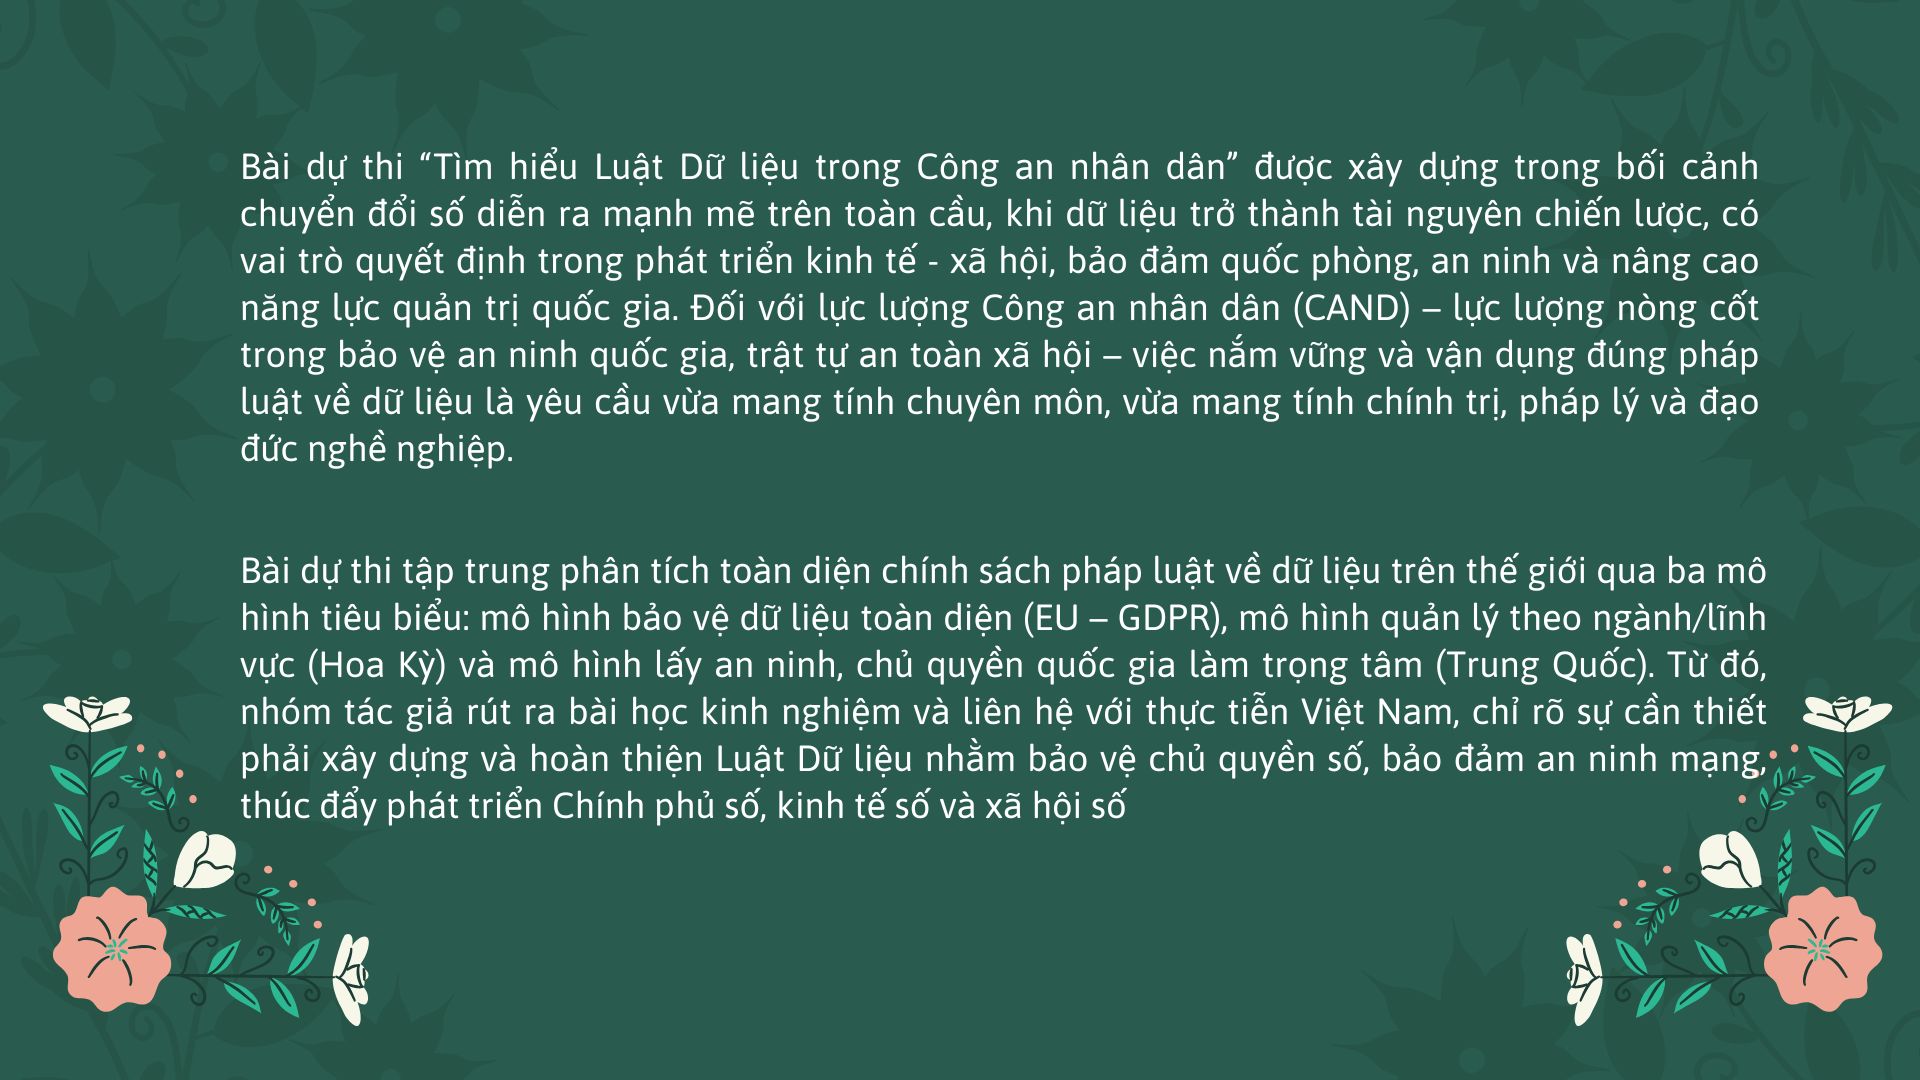 Bài dự thi “Tìm hiểu Luật Dữ liệu trong Công an nhân dân” được xây dựng trong bối cảnh
chuyển đổi số diễn ra mạnh mẽ trên toàn cầu, khi dữ liệu trở thành tài nguyên chiến lược, có
vai trò quyết định trong phát triển kinh tế - xã hội, bảo đảm quốc phòng, an ninh và nâng cao
năng lực quản trị quốc gia. Đối với lực lượng Công an nhân dân (CAND) – lực lượng nòng cốt
trong bảo vệ an ninh quốc gia, trật tự an toàn xã hội – việc nắm vững và vận dụng đúng pháp
luật về dữ liệu là yêu cầu vừa mang tính chuyên môn, vừa mang tính chính trị, pháp lý và đạo
đức nghề nghiệp.
Bài dự thi tập trung phân tích toàn diện chính sách pháp luật về dữ liệu trên thế giới qua ba mô
hình tiêu biểu: mô hình bảo vệ dữ liệu toàn diện (EU – GDPR), mô hình quản lý theo ngành/lĩnh
vực (Hoa Kỳ) và mô hình lấy an ninh, chủ quyền quốc gia làm trọng tâm (Trung Quốc). Từ đó,
nhóm tác giả rút ra bài học kinh nghiệm và liên hệ với thực tiễn Việt Nam, chỉ rõ sự cần thiết
phải xây dựng và hoàn thiện Luật Dữ liệu nhằm bảo vệ chủ quyền số, bảo đảm an ninh mạng,
thúc đẩy phát triển Chính phủ số, kinh tế số và xã hội số